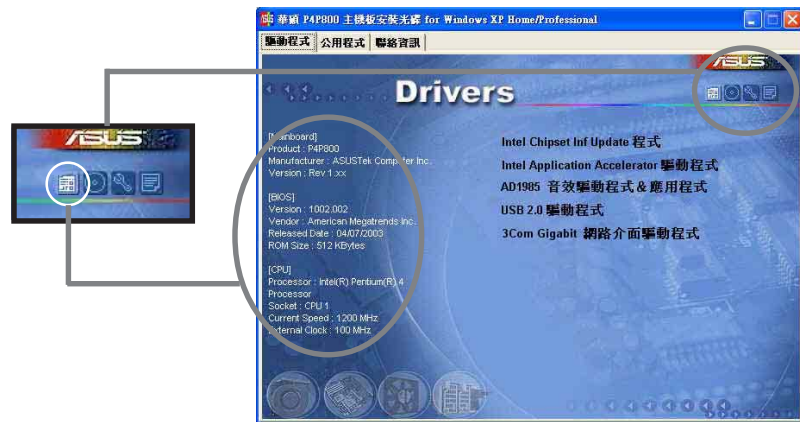 華碩 P4P800 主機板安裝光碟 for Windows XP Home/Professional
驅動程式 公用程式 聯絡資訊
ASUS
Drivers
ASUS
[Mainboard]
Product : P4P800
Manufacturer : ASUSTek Computer Inc.
Version : Rev 1.xx
[BIOS]
Version : 1002.002
Vendor : American Megatrends Inc.
Released Date : 04/07/2003
ROM Size : 512 KBytes
[CPU]
Processor : Intel(R) Pentium(R) 4
Processor
Socket : CPU 1
Current Speed : 1200 MHz
External Clock : 100 MHz
Intel Chipset Inf Update 程式
Intel Application Accelerator 驅動程式
AD1985 音效驅動程式 & 應用程式
USB 2.0 驅動程式
3Com Gigabit 網路介面驅動程式